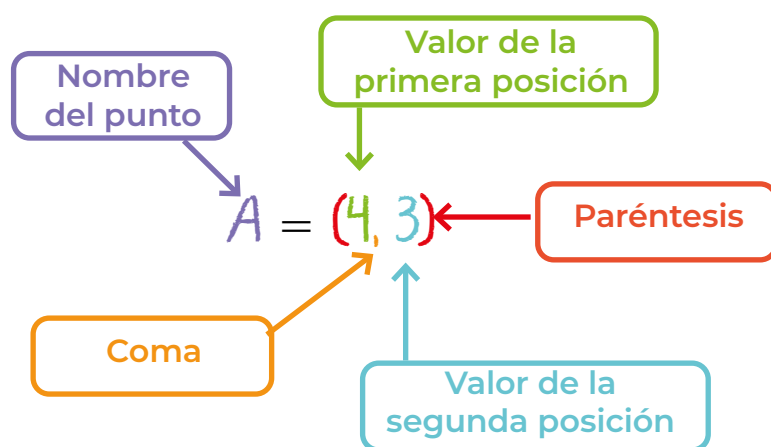 Nombre
del punto
Valor de la
primera posición
A = (4, 3)
Paréntesis
Coma
Valor de la
segunda posición